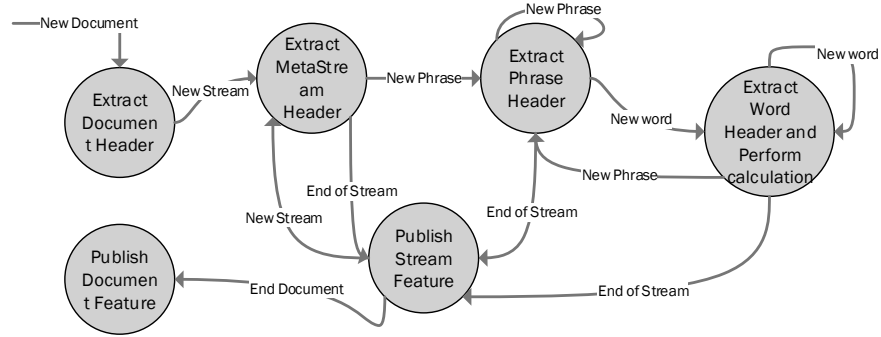 New Document
New Phrase
Extract
MetaStre
am
Header
Extract
Phrase
Header
New word
Extract
Documen
t Header
New Stream
New Phrase
New word
Extract
Word
Header and
Perform
calculation
New Phrase
End of Stream
New Stream
End of Stream
Publish
Stream
Feature
Publish
Documen
t Feature
End Document
End of Stream